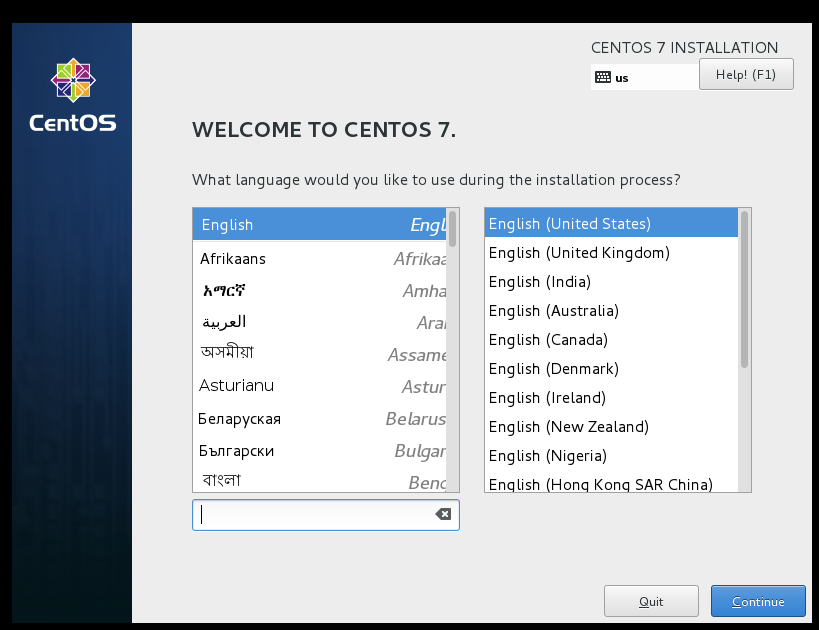 CentOS
CENTOS 7 INSTALLATION
us
Help! (F1)
WELCOME TO CENTOS 7.
What language would you like to use during the installation process?
English
Afrikaans
አማርኛ
العربية
অসমীয়া
Asturianu
Беларуская
Български
বাংলা
English (United States)
English (United Kingdom)
English (India)
English (Australia)
English (Canada)
English (Denmark)
English (Ireland)
English (New Zealand)
English (Nigeria)
English (Hong Kong SAR China)
Quit
Continue